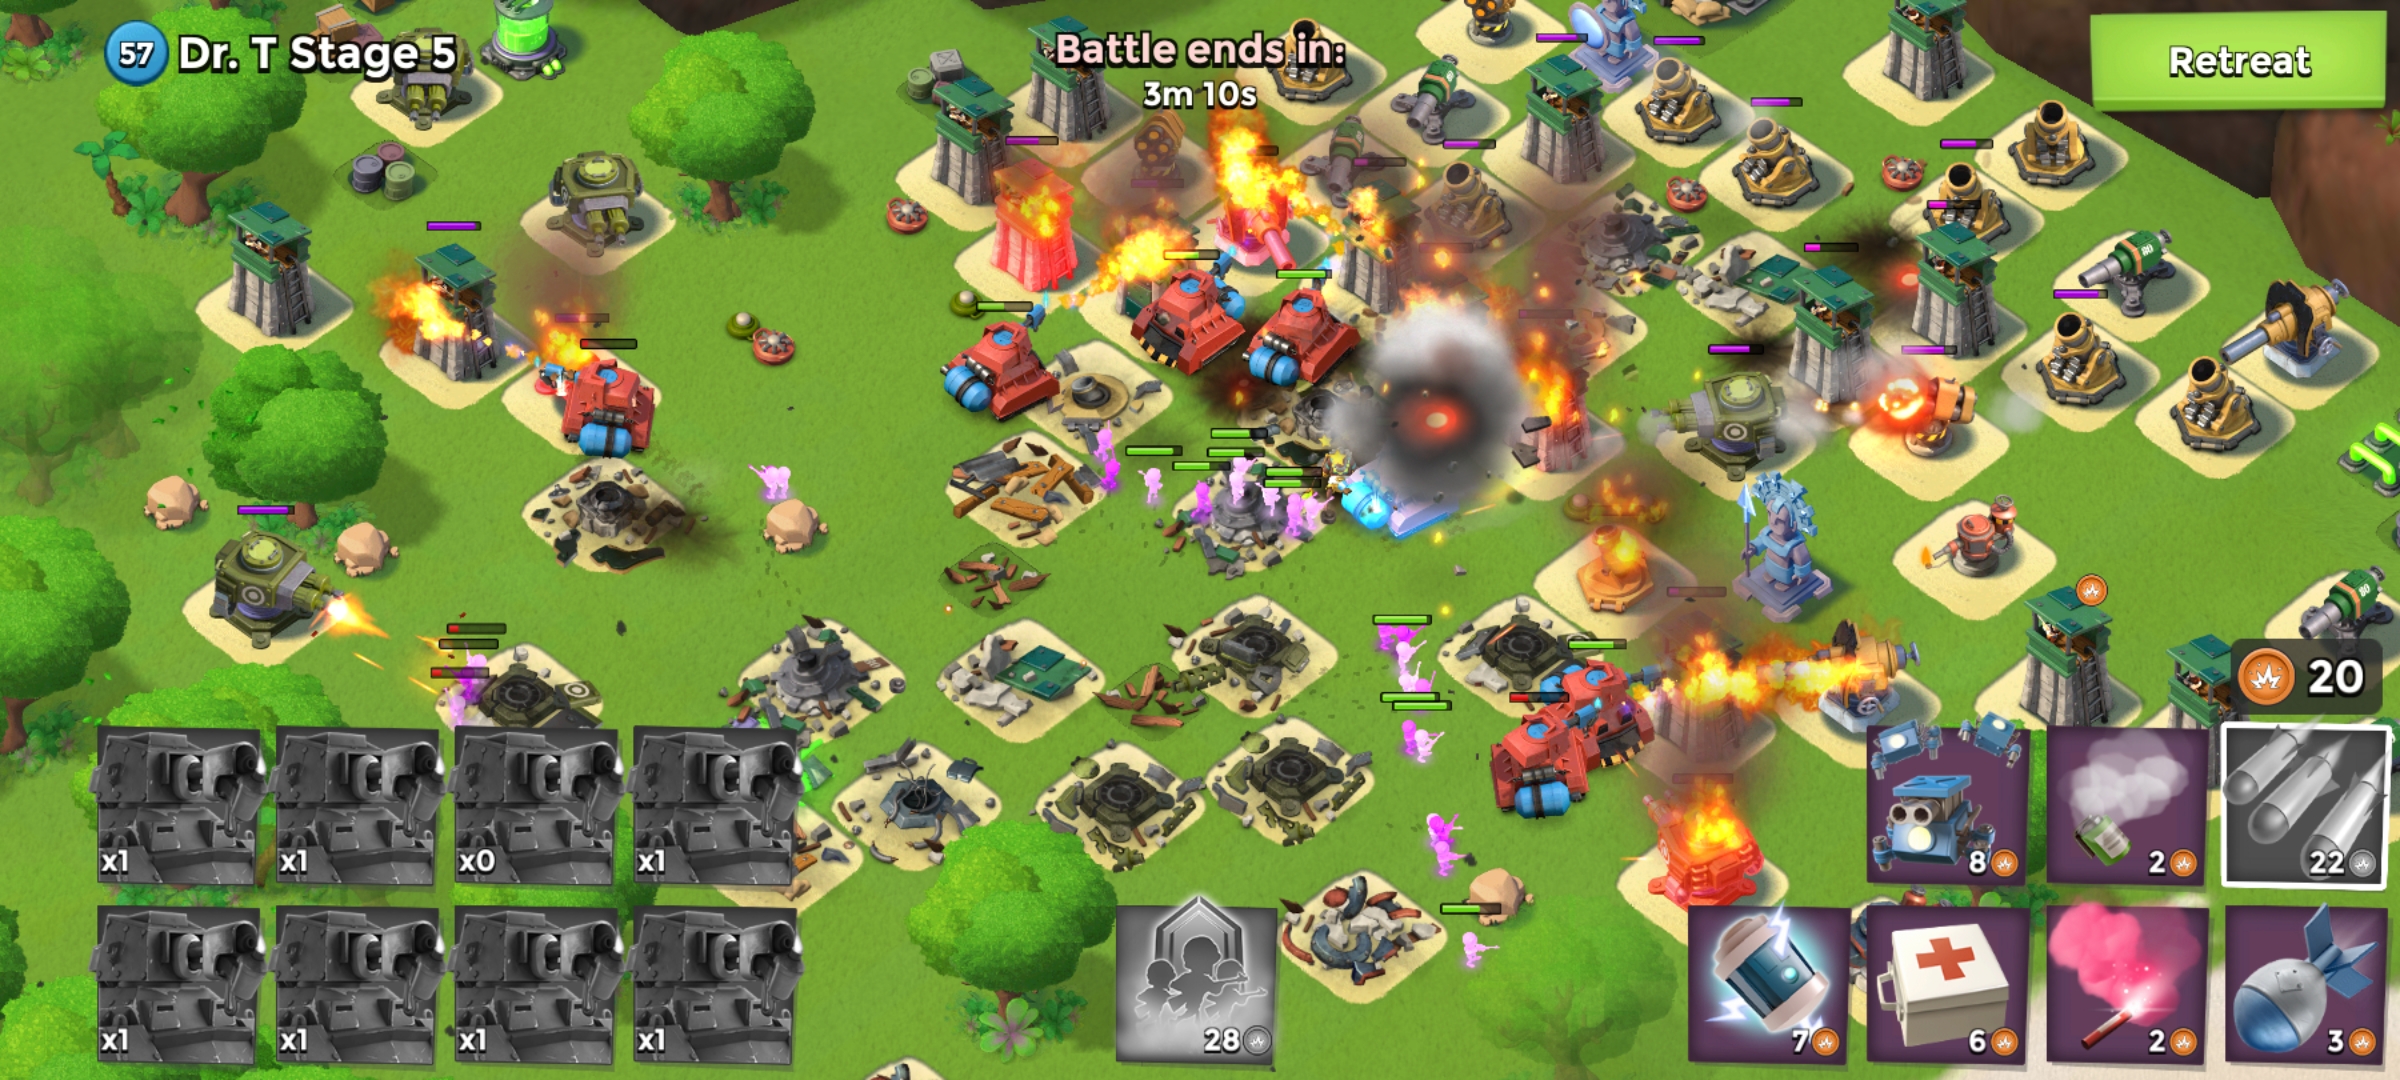 57 Dr. T Stage 5
Battle ends in:
3m 10s
Retreat
20
x1
x1
x0
x1
8
2
22
x1
x1
x1
x1
28
7
6
2
3